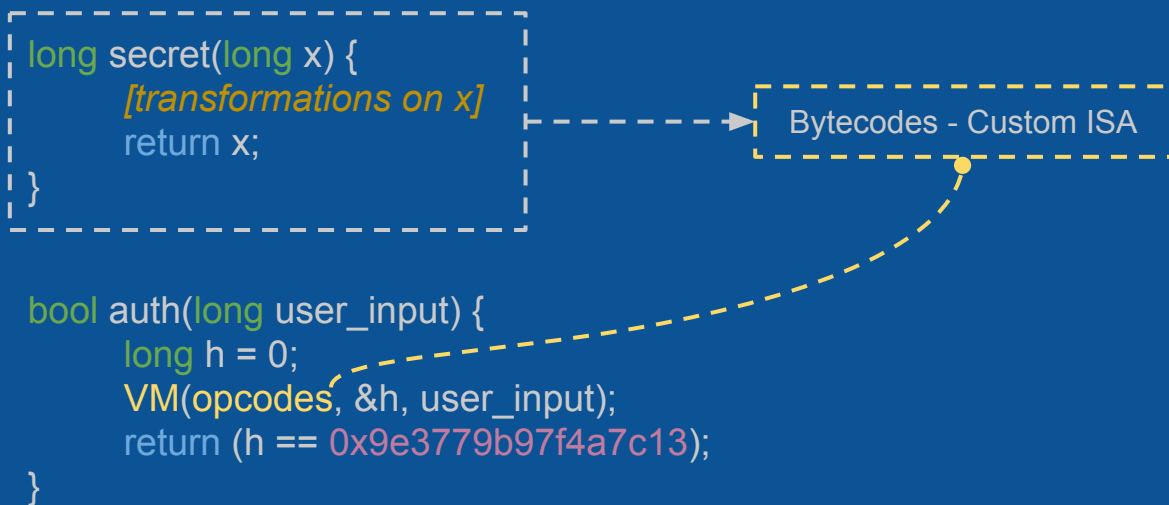 long secret(long x) {
[transformations on x]
return x;
}
Bytecodes - Custom ISA
bool auth(long user_input) {
long h = 0;
VM(opcodes, &h, user_input);
return (h == 0x9e3779b97f4a7c13);
}